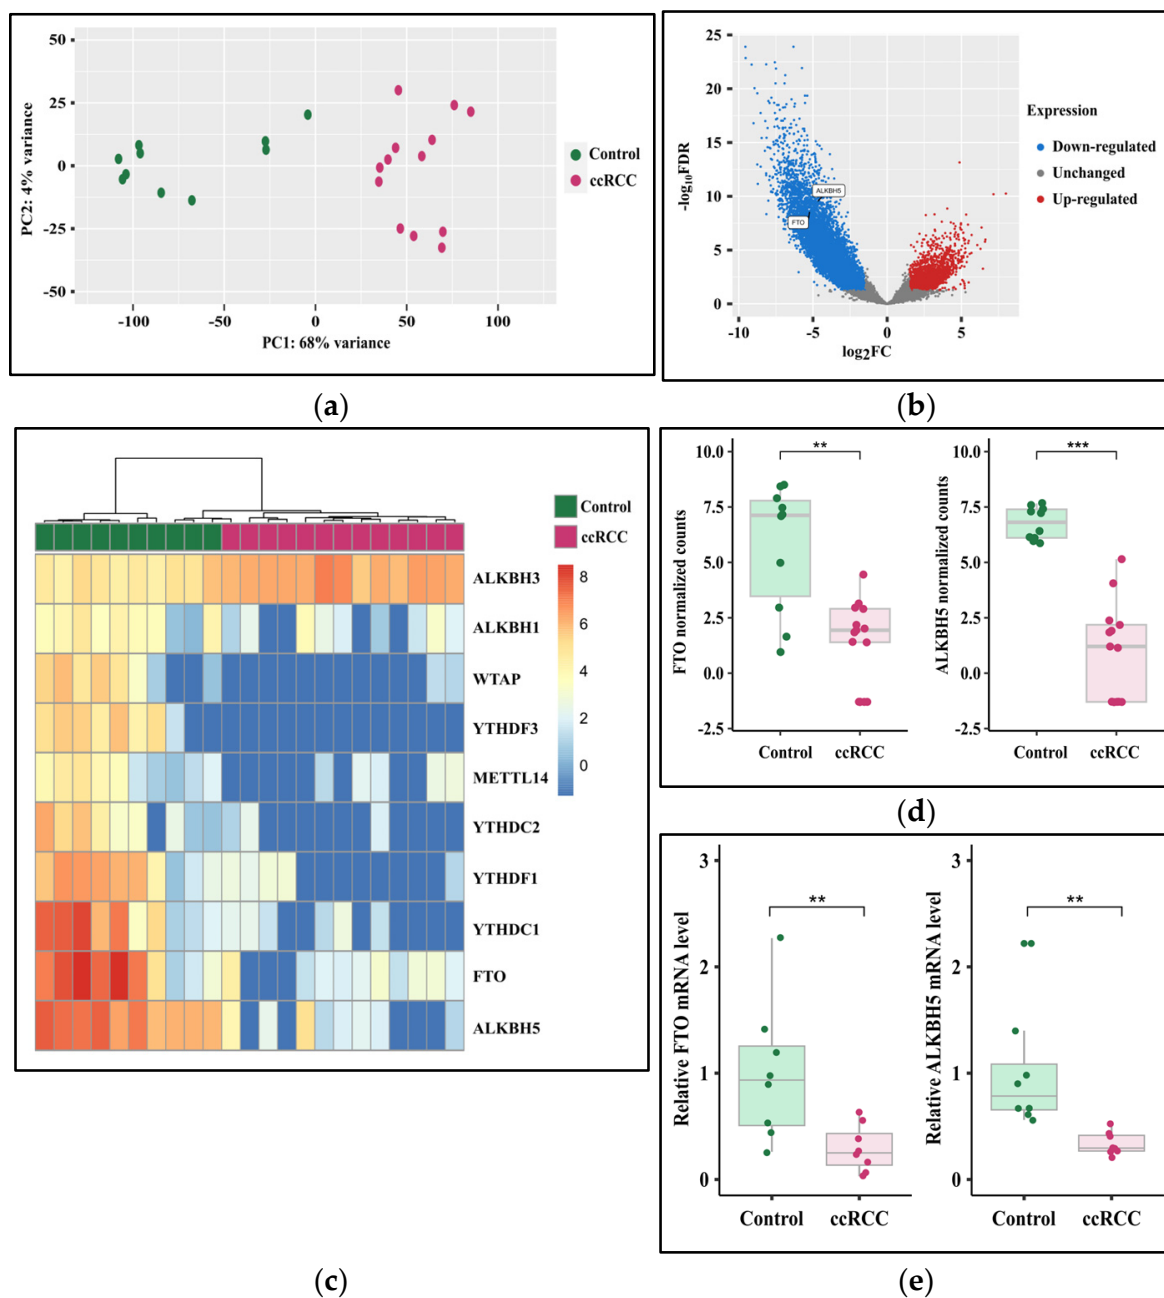 50
25
0
-25
-50
PC2: 4% variance
-100
-50
0
50
100
PC1: 68% variance
Control
ccRCC
(a)
25
20
15
10
5
0
-log10FDR
ALKBH5
FTO
-10
-5
0
5
log2FC
Expression
Down-regulated
Unchanged
Up-regulated
(b)
Control
ccRCC
ALKBH3
ALKBH1
WTAP
YTHDF3
METTL14
YTHDC2
YTHDF1
YTHDC1
FTO
ALKBH5
8
6
4
2
0
(c)
10.0
7.5
5.0
2.5
0.0
-2.5
FTO normalized counts
**
Control
ccRCC
10.0
7.5
5.0
2.5
0.0
-2.5
ALKBH5 normalized counts
***
Control
ccRCC
(d)
3
2
1
0
Relative FTO mRNA level
**
Control
ccRCC
3
2
1
0
Relative ALKBH5 mRNA level
**
Control
ccRCC
(e)